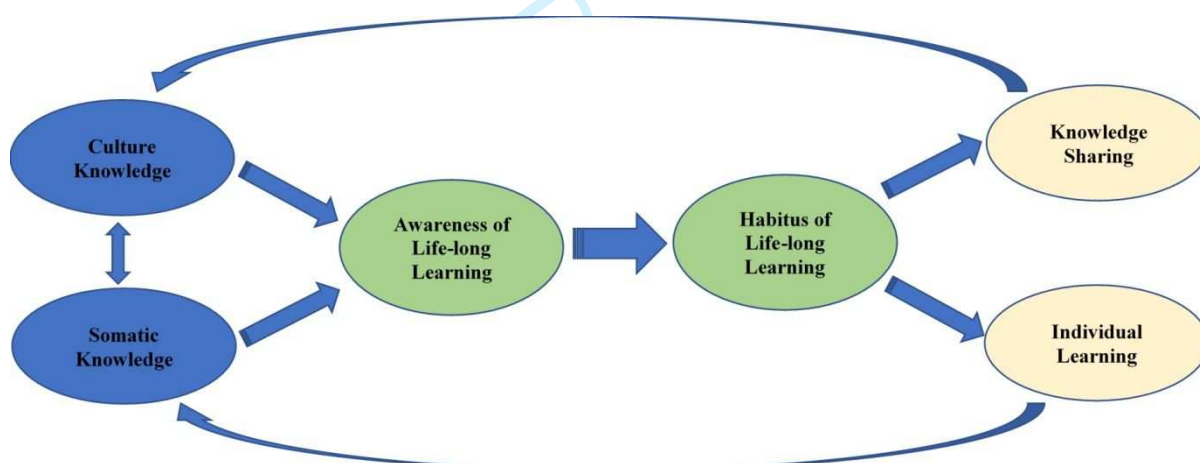 Culture
Knowledge
Knowledge
Sharing
Awareness of
Life-long
Learning
Habitus of
Life-long
Learning
Somatic
Knowledge
Individual
Learning